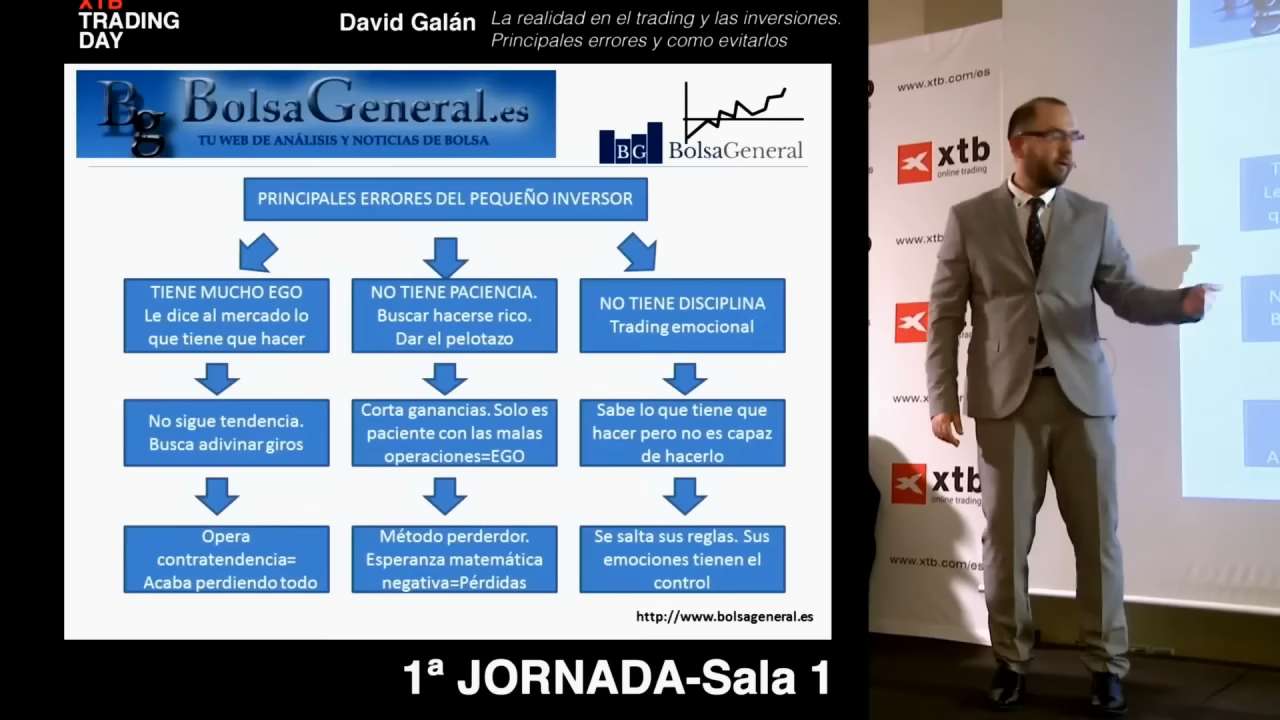 XTB
TRADING
DAY
David Galán
La realidad en el trading y las inversiones.
Principales errores y como evitarlos
Bg BolsaGeneral.es
TU WEB DE ANÁLISIS Y NOTICIAS DE BOLSA
BG BolsaGeneral
PRINCIPALES ERRORES DEL PEQUEÑO INVERSOR
TIENE MUCHO EGO
Le dice al mercado lo
que tiene que hacer
NO TIENE PACIENCIA.
Buscar hacerse rico.
Dar el pelotazo
NO TIENE DISCIPLINA
Trading emocional
No sigue tendencia.
Busca adivinar giros
Corta ganancias. Solo es
paciente con las malas
operaciones=EGO
Sabe lo que tiene que
hacer pero no es capaz
de hacerlo
Opera
contratendencia=
Acaba perdiendo todo
Método perderdor.
Esperanza matemática
negativa=Pérdidas
Se salta sus reglas. Sus
emociones tienen el
control
http://www.bolsageneral.es
1ª JORNADA-Sala 1
www.xtb.com/es
xtb
online trading
www.xtb
www.x
xtb
online trading
www.xtb.com/es